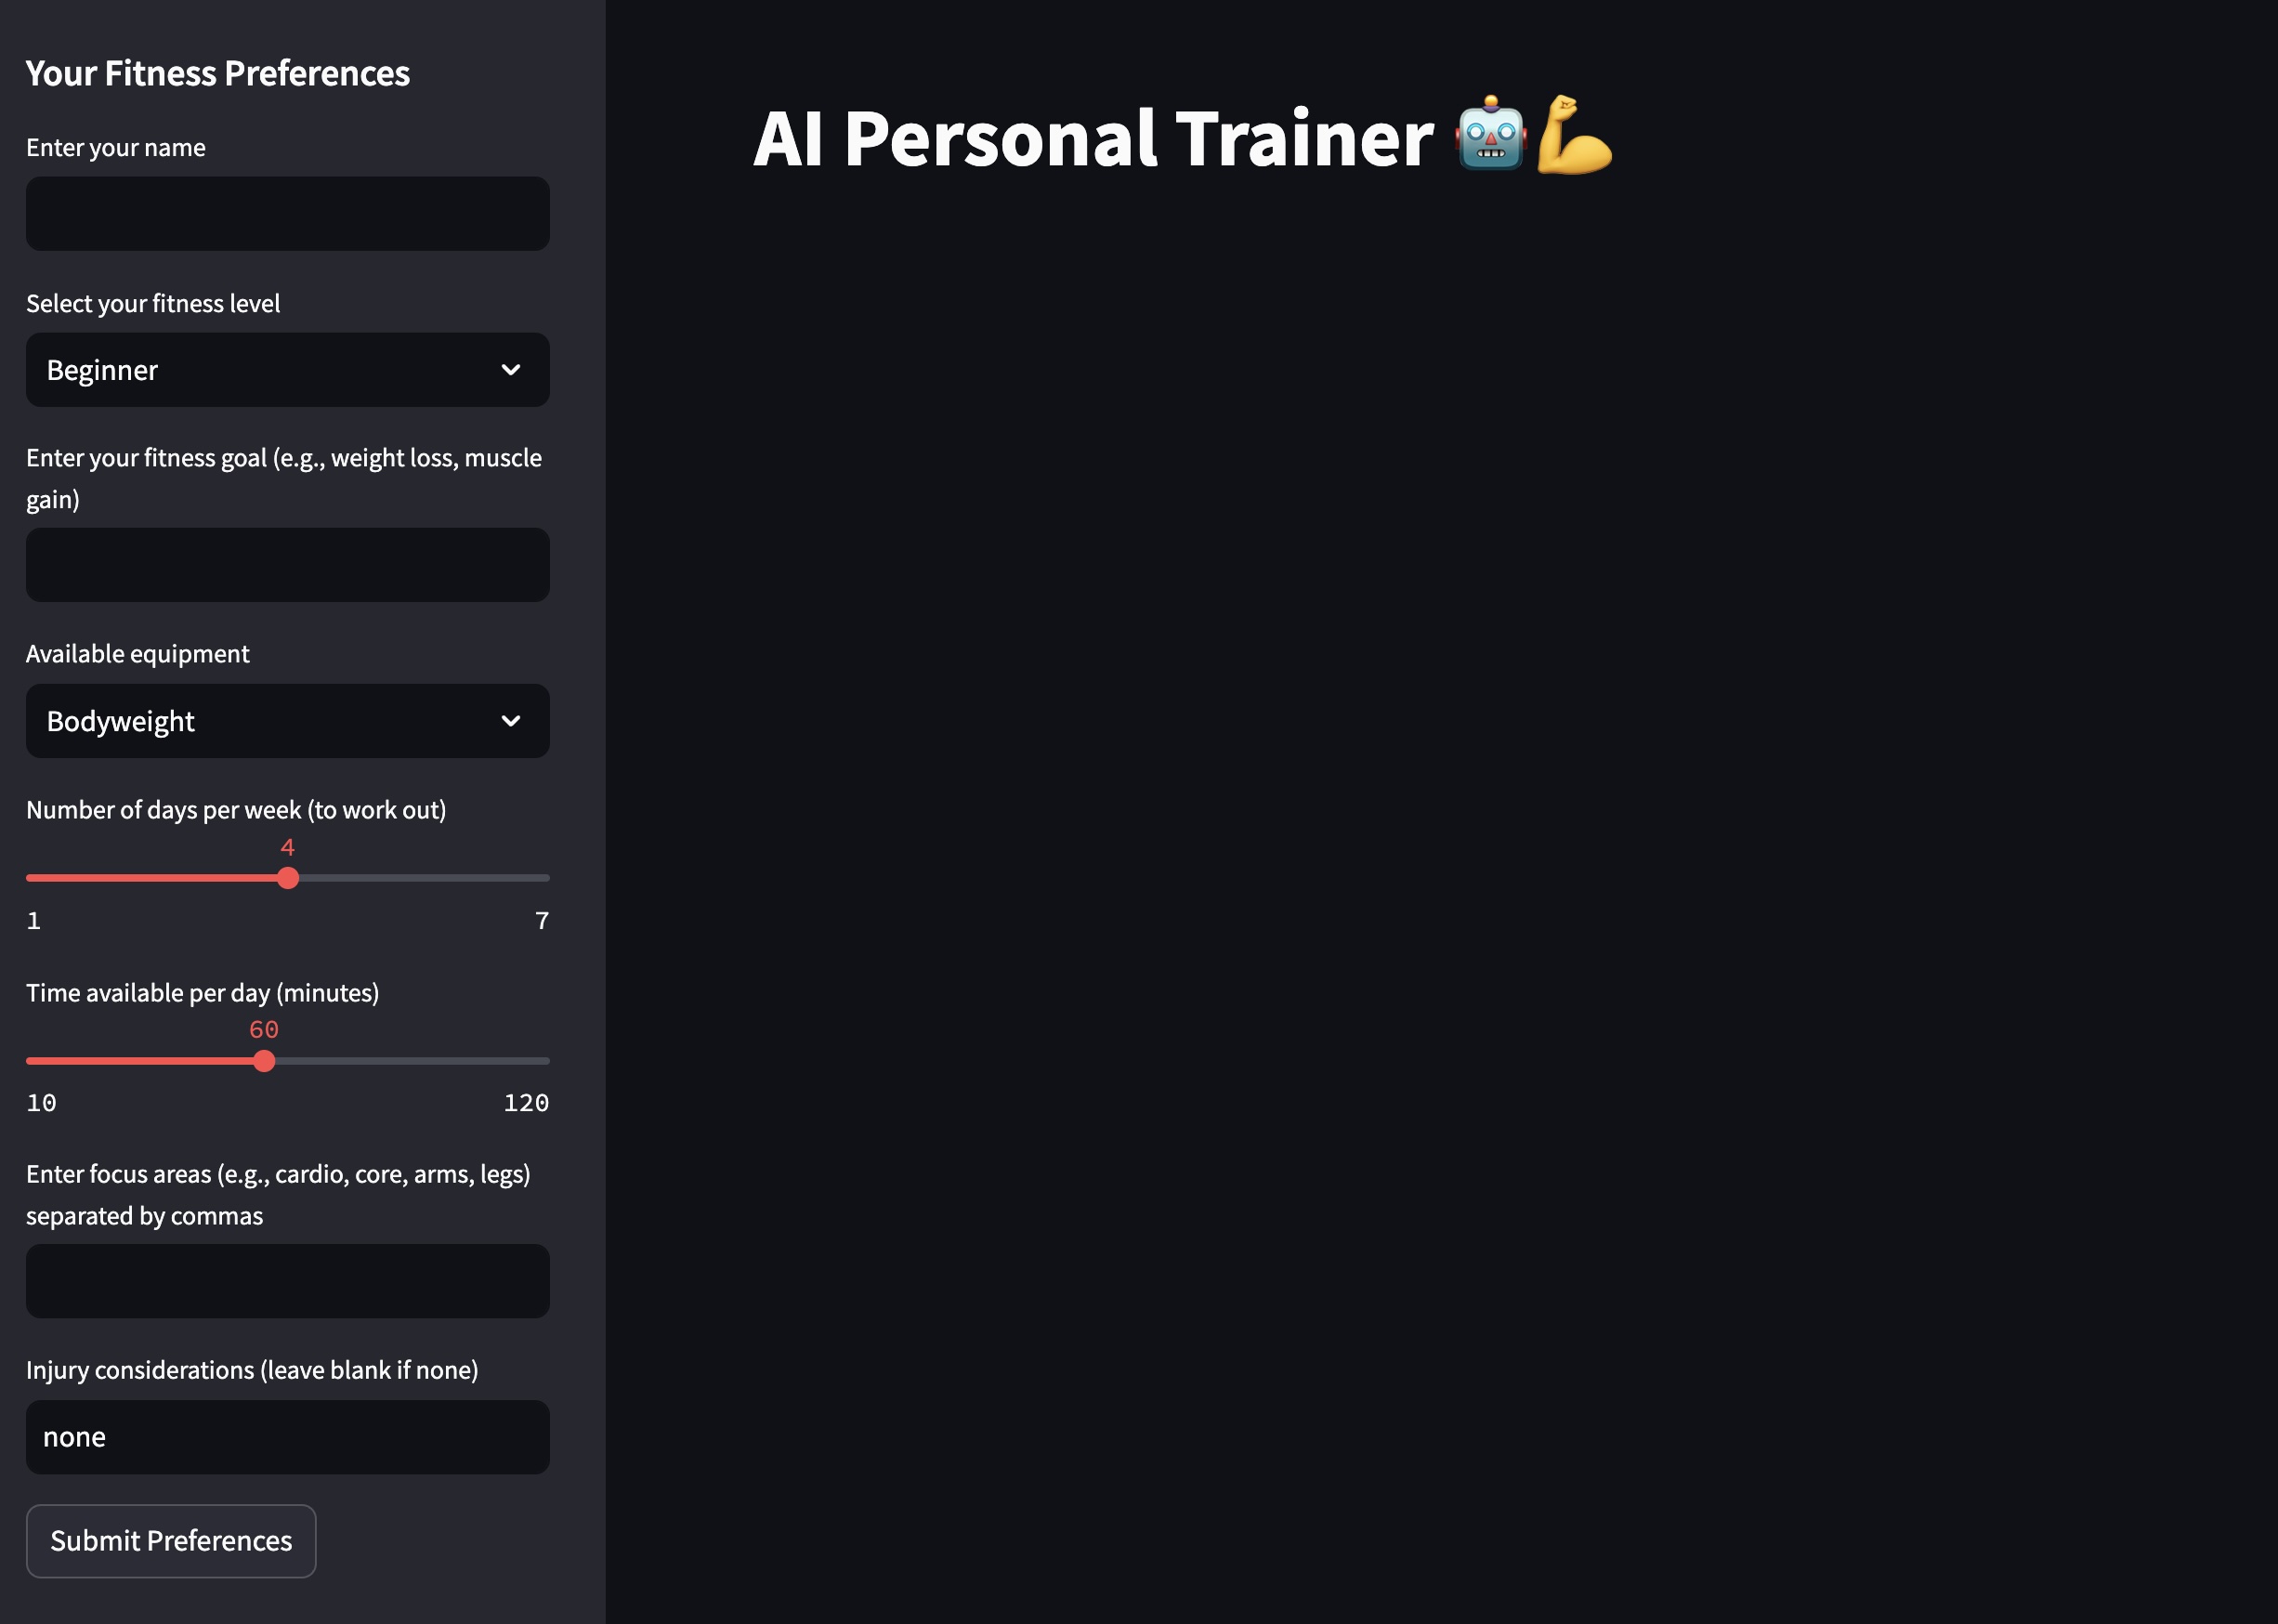 Your Fitness Preferences
Enter your name
Select your fitness level
Beginner
Enter your fitness goal (e.g., weight loss, muscle
gain)
Available equipment
Bodyweight
Number of days per week (to work out)
4
1 7
Time available per day (minutes)
60
10 120
Enter focus areas (e.g., cardio, core, arms, legs)
separated by commas
Injury considerations (leave blank if none)
none
Submit Preferences
AI Personal Trainer 🤖💪